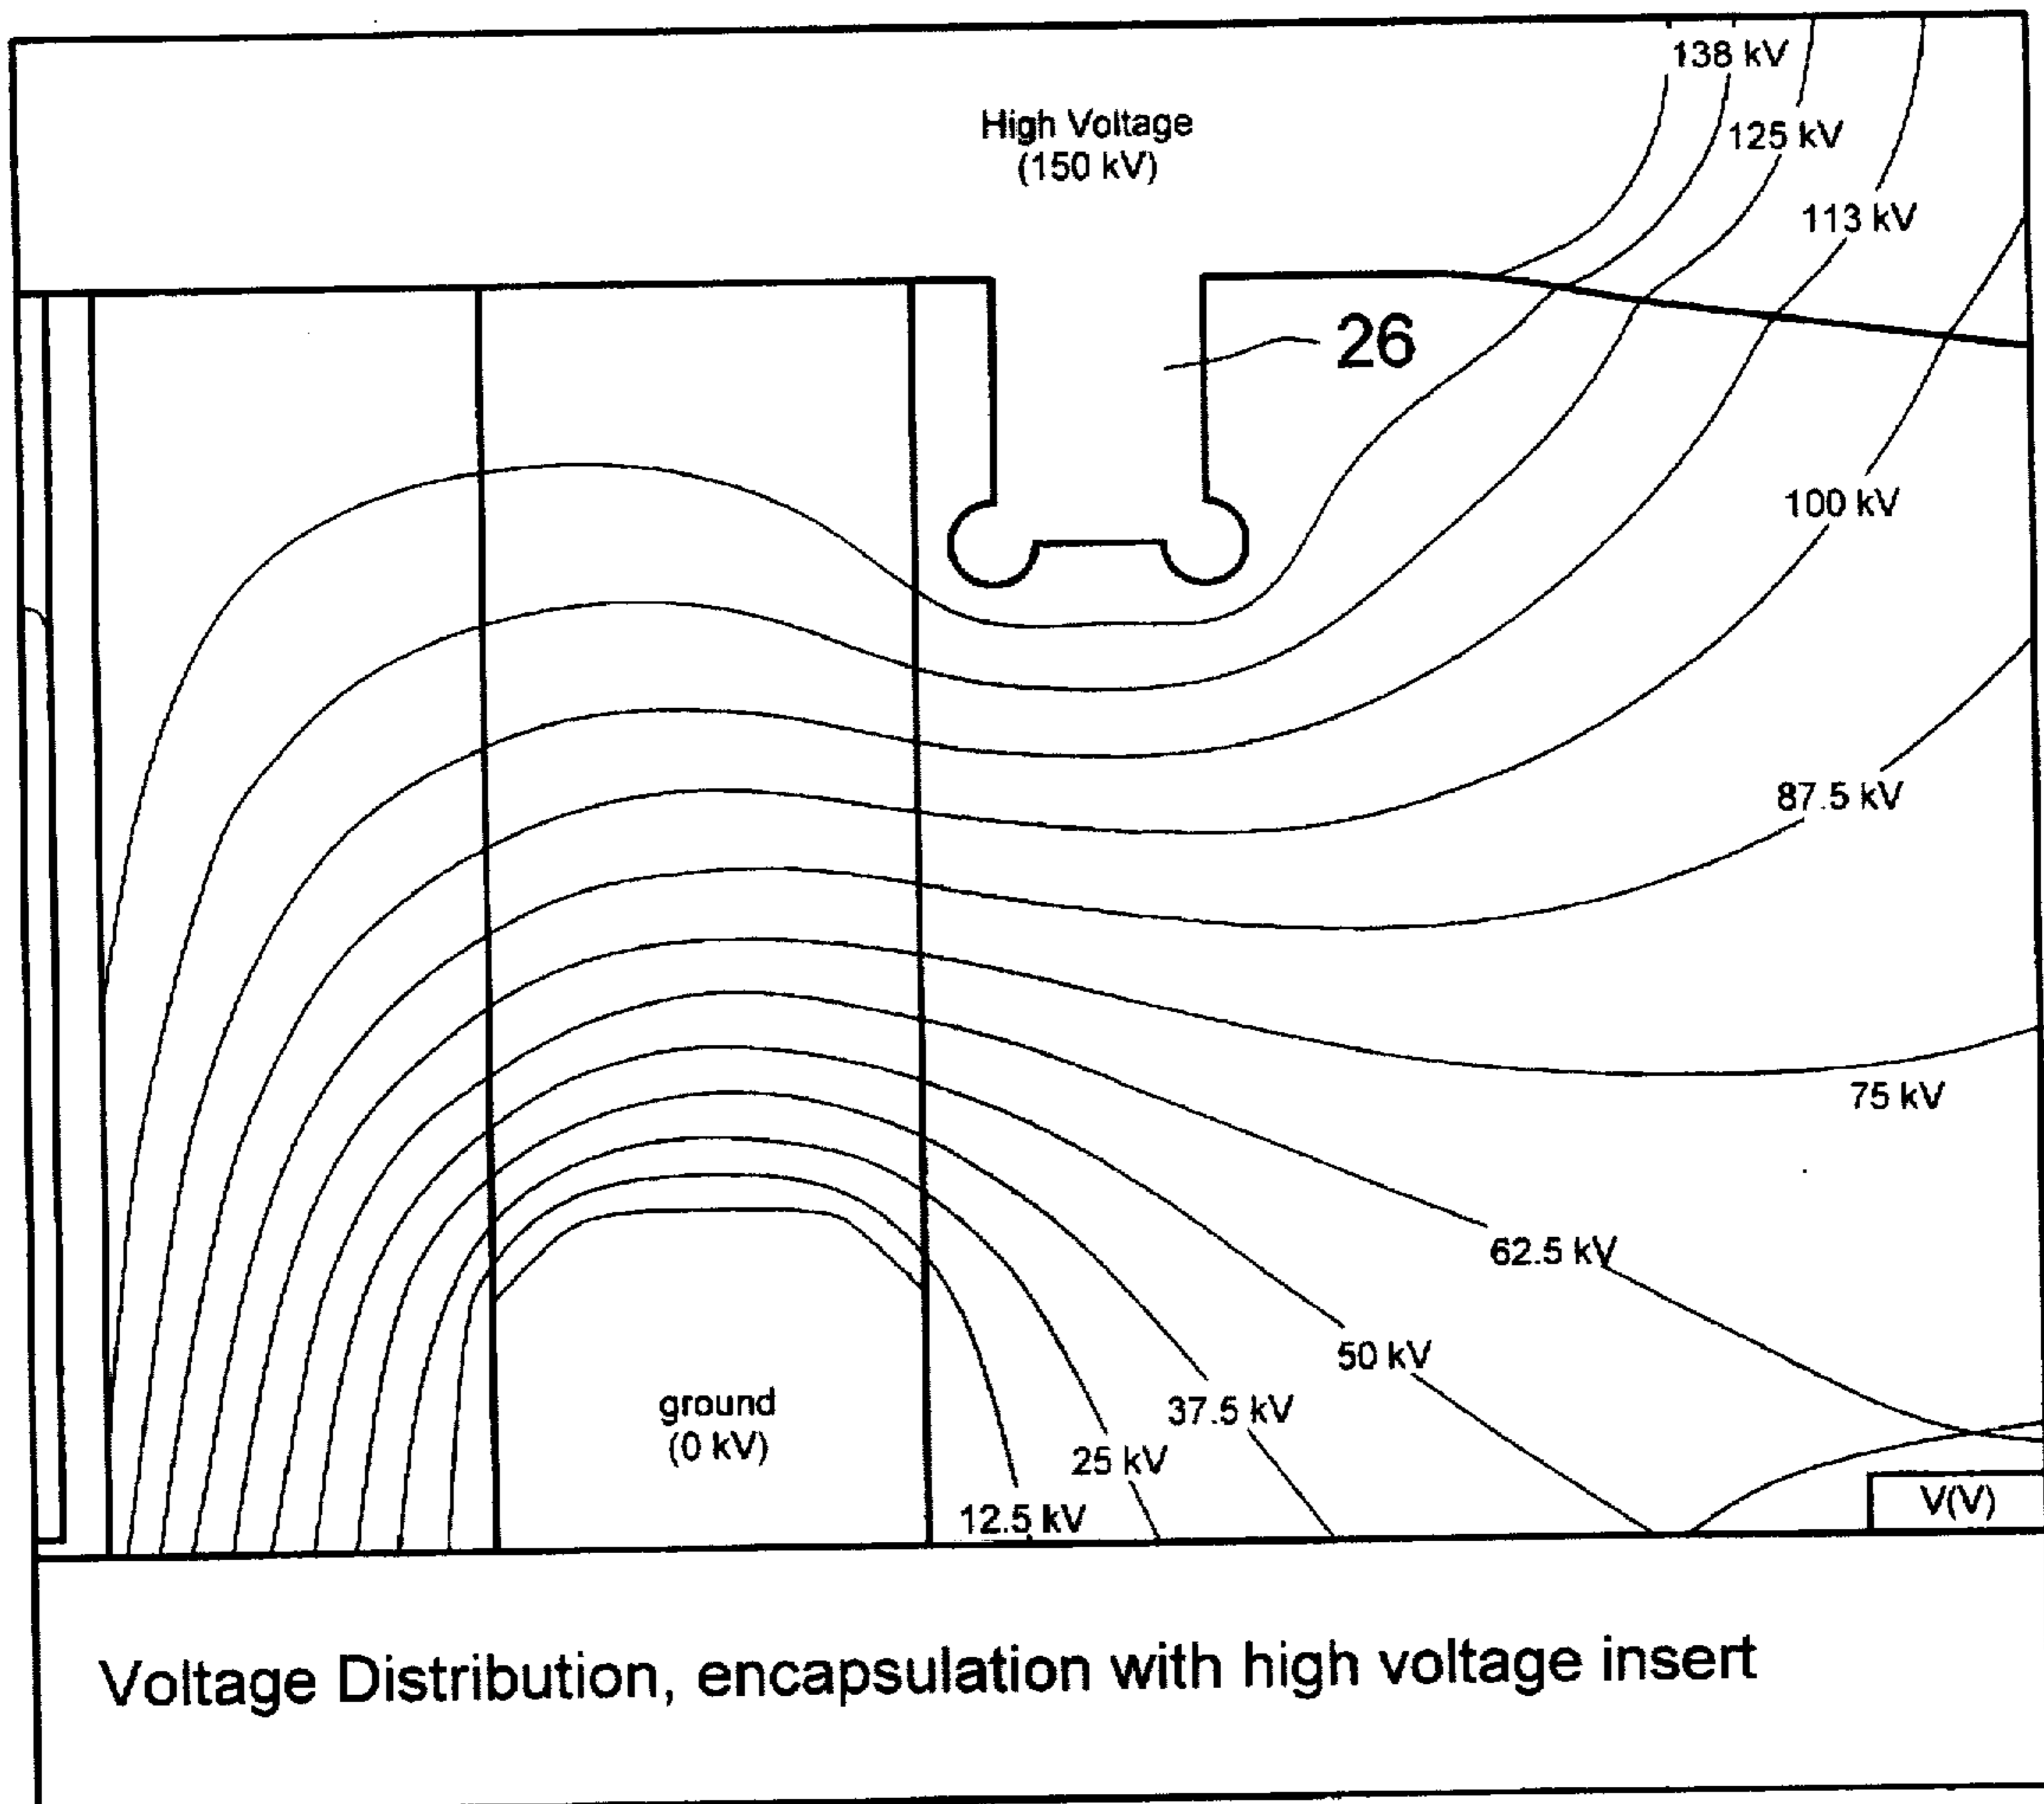 138 kV
High Voltage
(150 kV)
125 kV
113 kV
26
100 kV
87.5 kV
75 kV
62.5 kV
50 kV
ground
(0 kV)
37.5 kV
25 kV
12.5 kV
V(V)
Voltage Distribution, encapsulation with high voltage insert